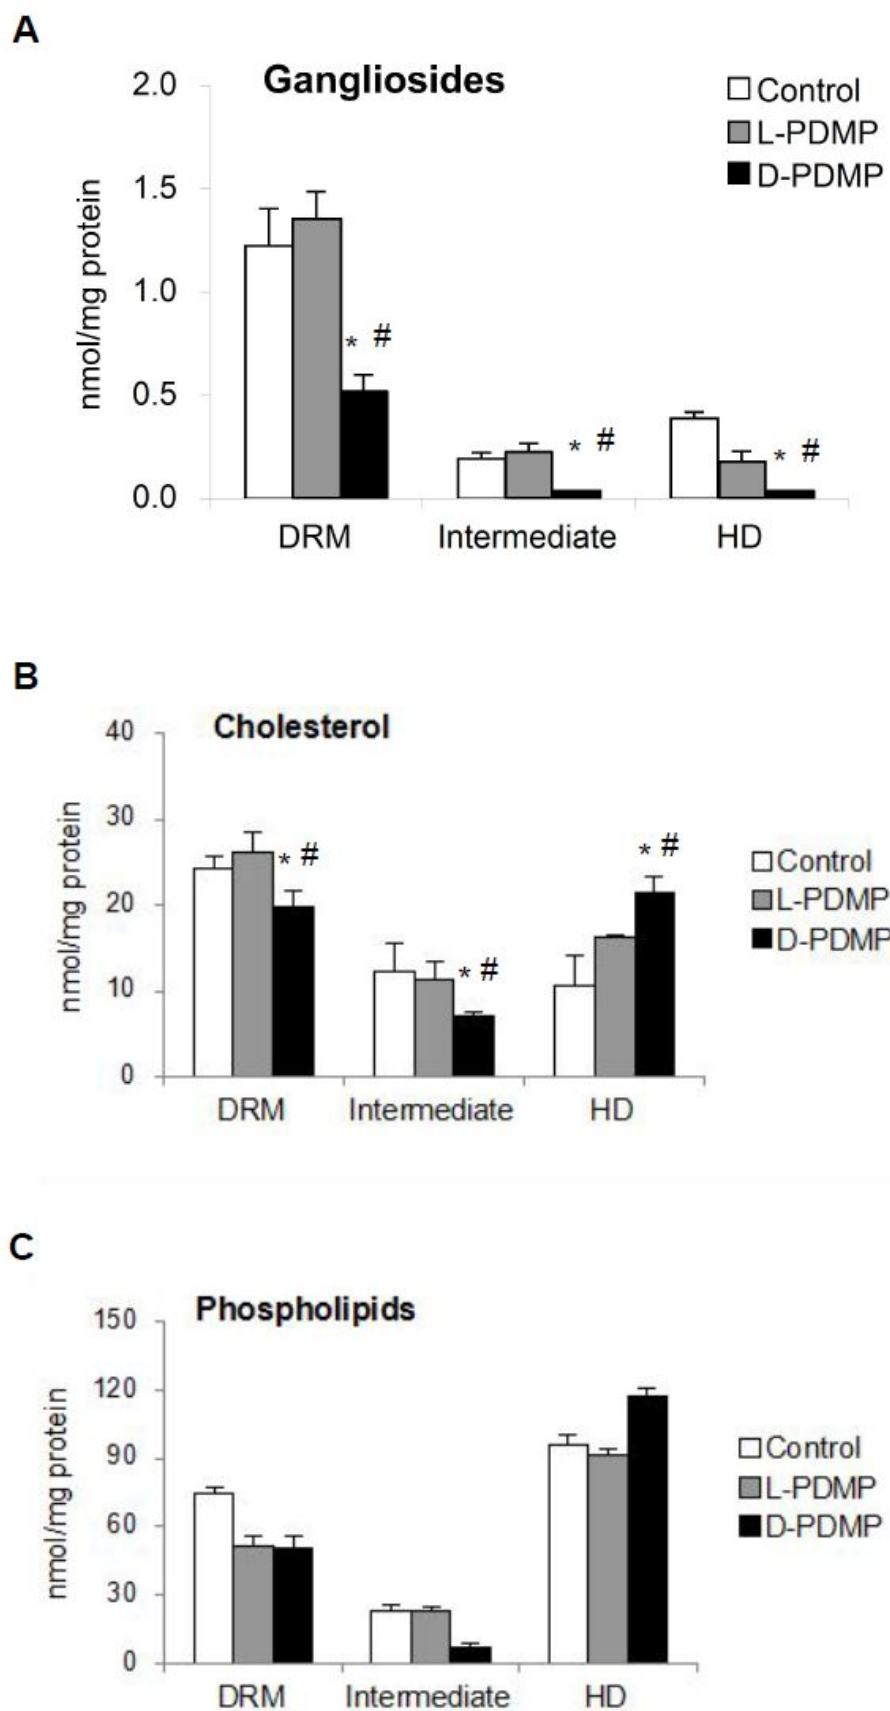 A
Gangliosides
2.0
1.5
1.0
0.5
0.0
nmol/mg protein
Control
L-PDMP
D-PDMP
* #
* #
* #
DRM Intermediate HD
B
Cholesterol
40
30
20
10
0
nmol/mg protein
* #
* #
* #
Control
L-PDMP
D-PDMP
DRM Intermediate HD
C
Phospholipids
150
120
90
60
30
0
nmol/mg protein
Control
L-PDMP
D-PDMP
DRM Intermediate HD